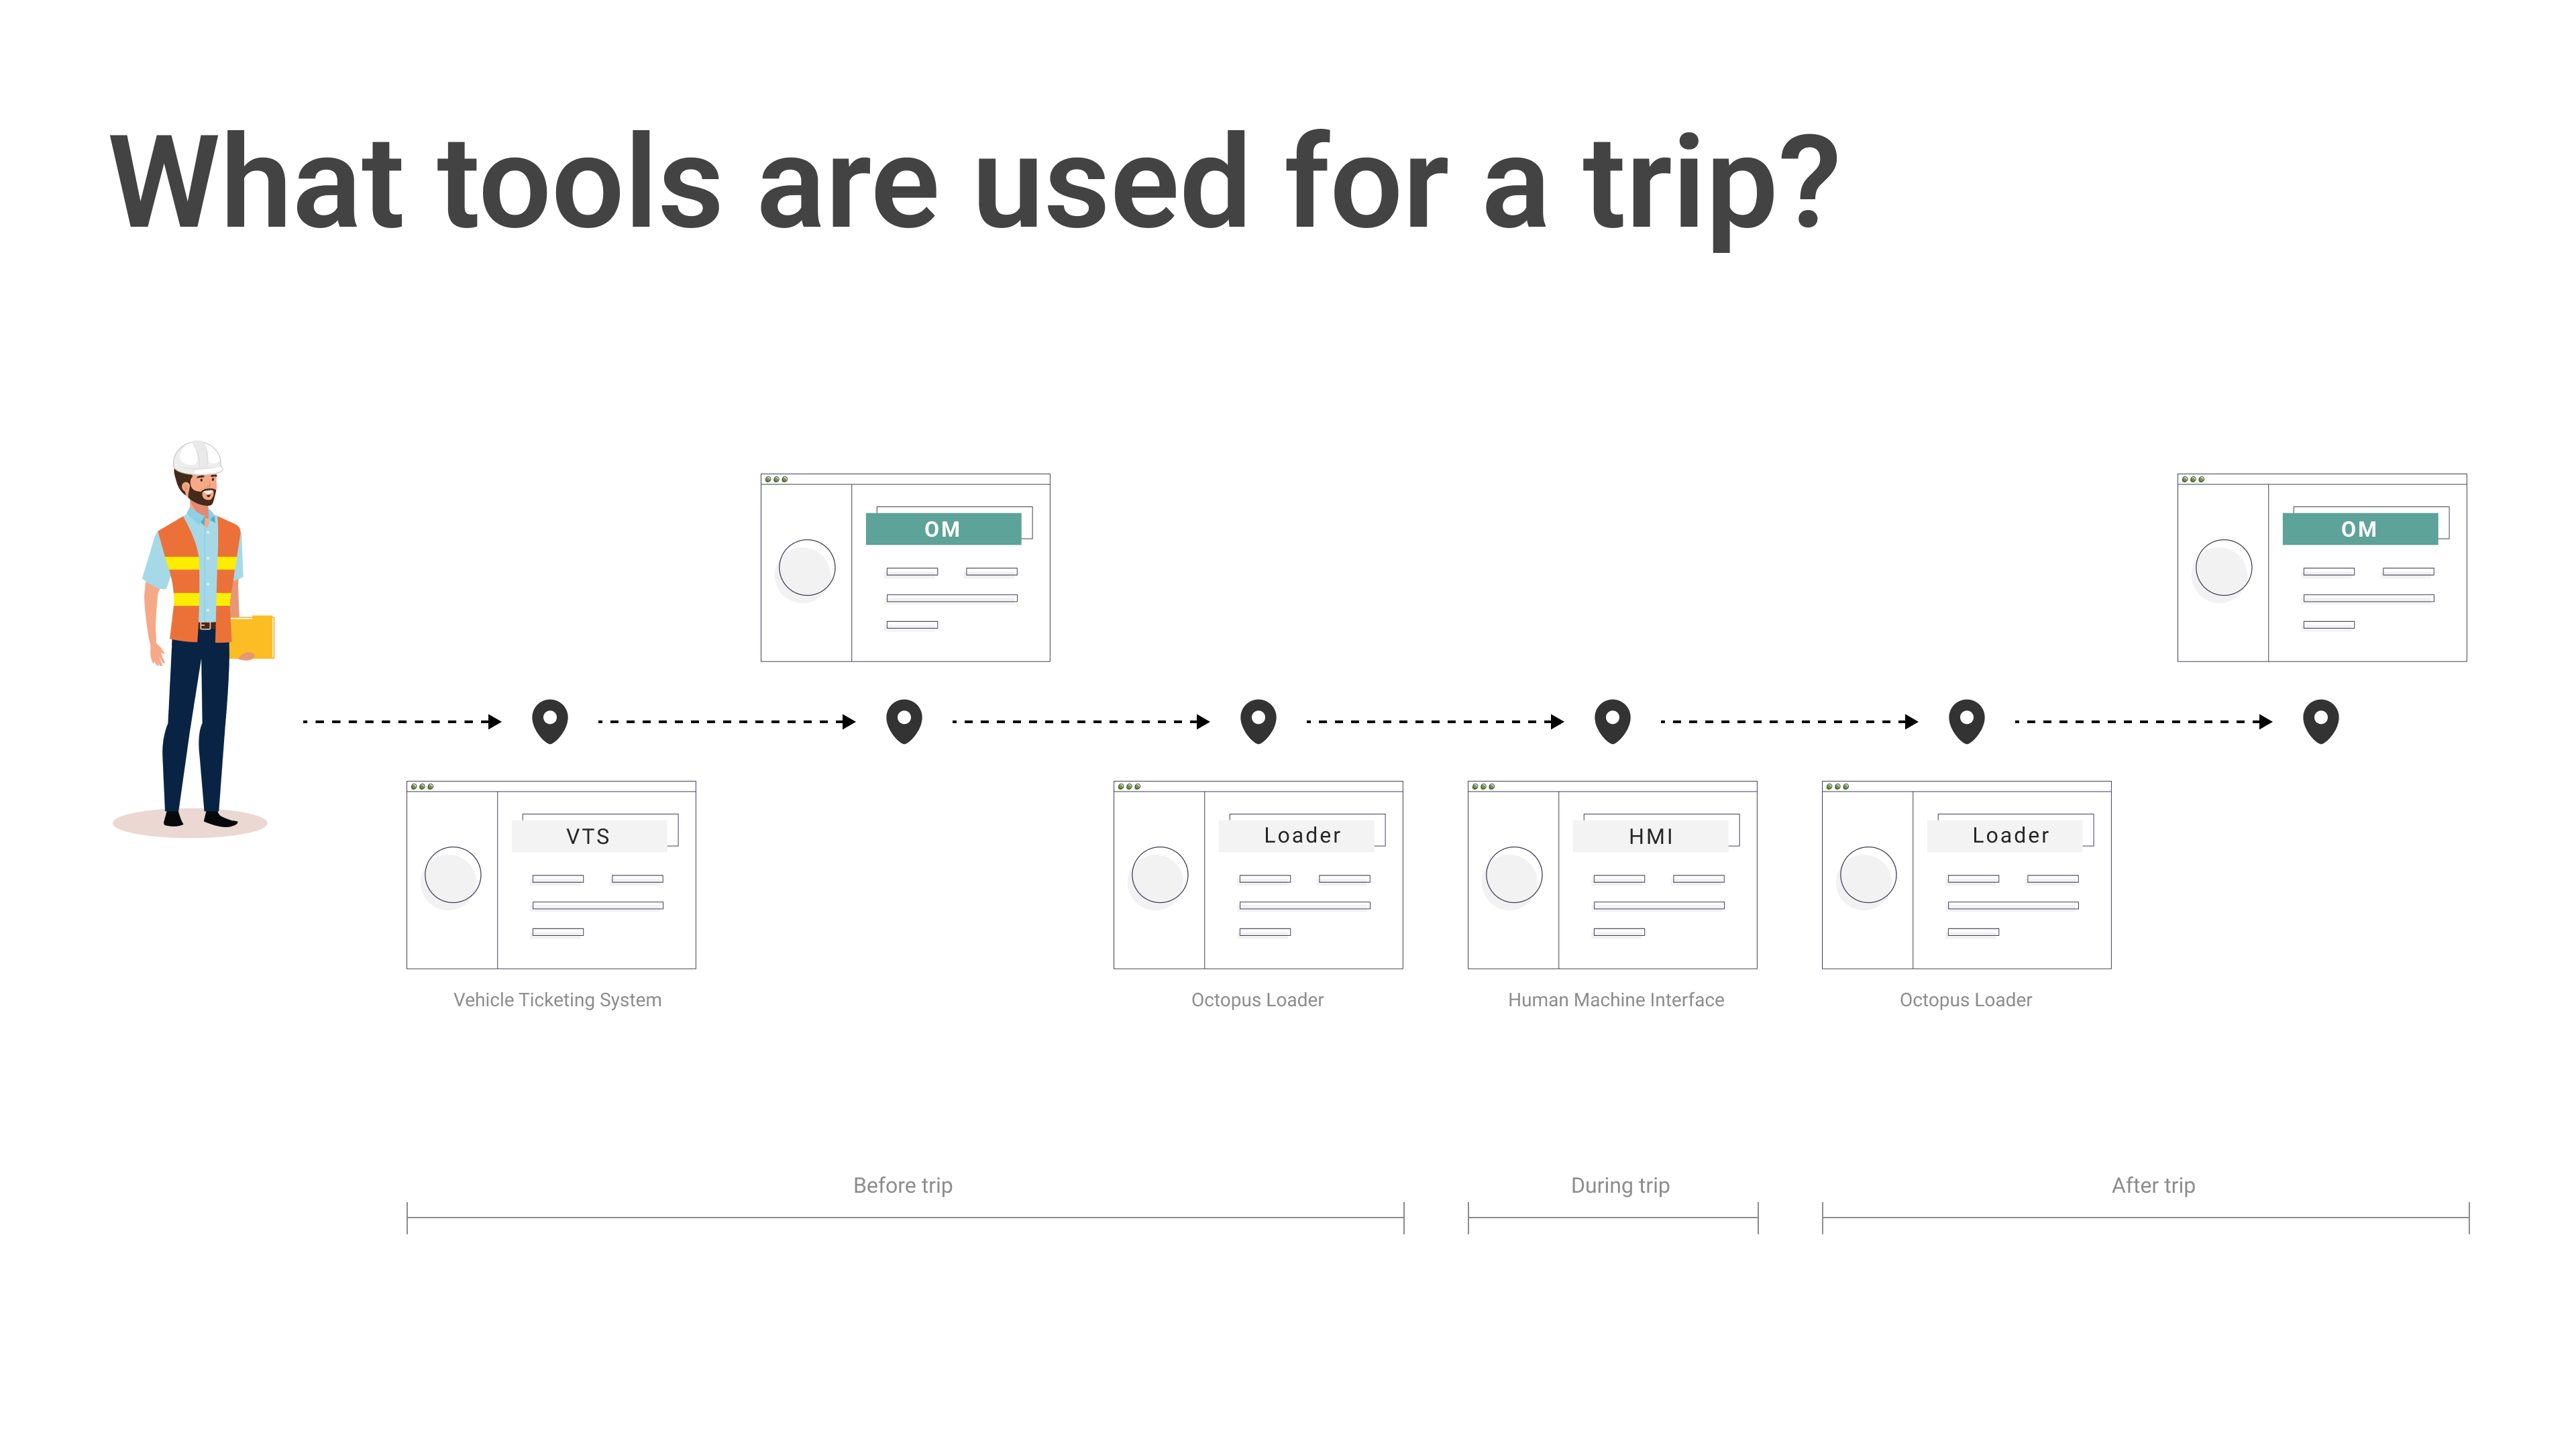 What tools are used for a trip?
OM
OM
VTS
Loader
HMI
Loader
Vehicle Ticketing System
Octopus Loader
Human Machine Interface
Octopus Loader
Before trip
During trip
After trip